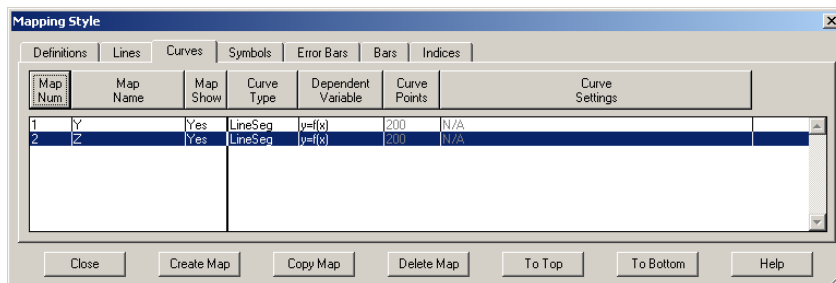 Mapping Style
Definitions Lines Curves Symbols Error Bars Bars Indices
Map Num Map Name Map Show Curve Type Dependent Variable Curve Points Curve Settings
1 Y Yes LineSeg y=f(x) 200 N/A
2 Z Yes LineSeg y=f(x) 200 N/A
Close Create Map Copy Map Delete Map To Top To Bottom Help